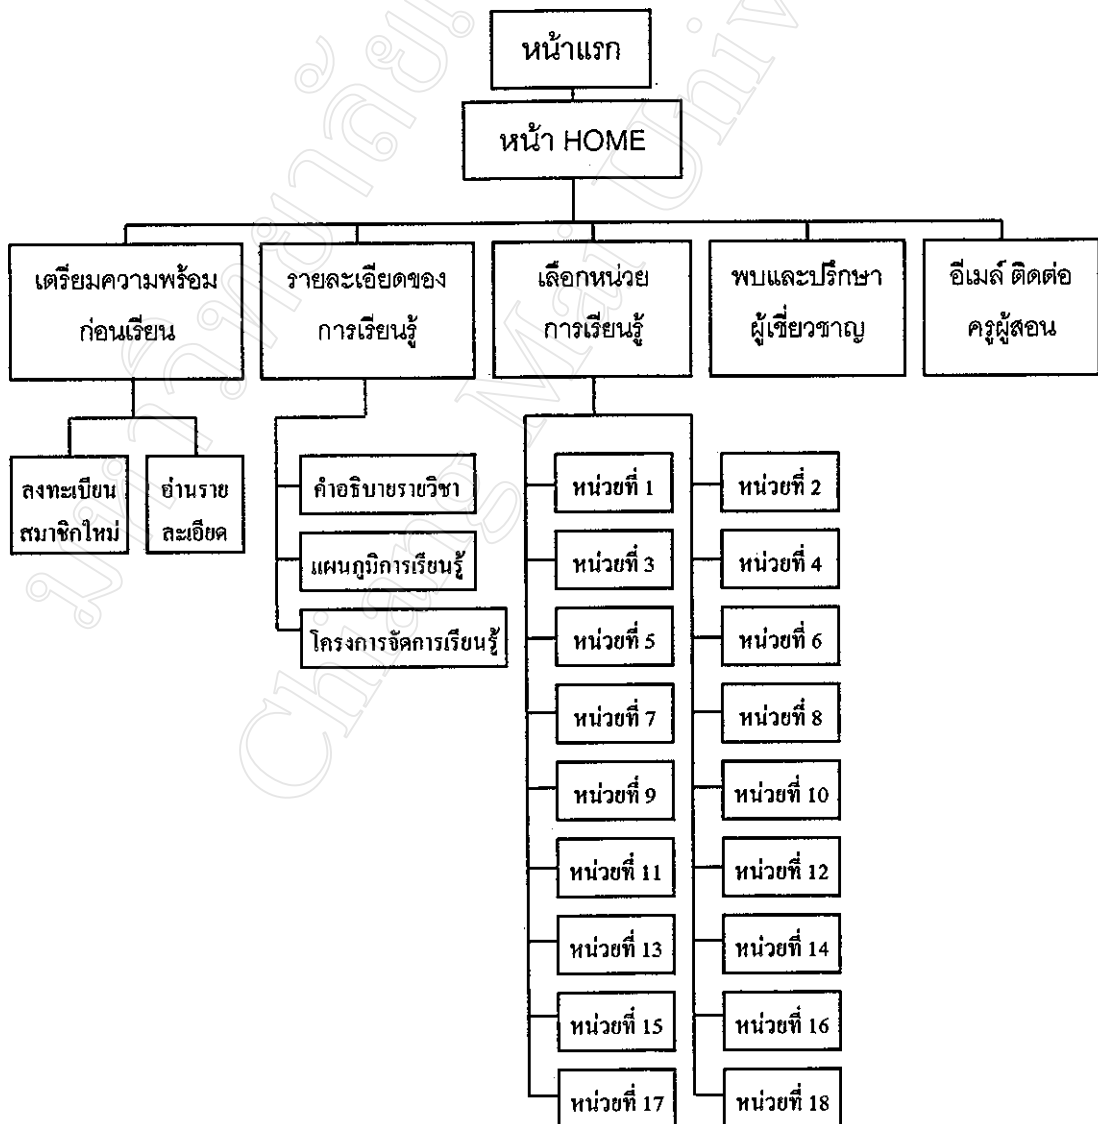 หน้าแรก
หน้า HOME
เตรียมความพร้อม
ก่อนเรียน
รายละเอียดของ
การเรียนรู้
เลือกหน่วย
การเรียนรู้
พบและปรึกษา
ผู้เชี่ยวชาญ
อีเมล์ ติดต่อ
ครูผู้สอน
ลงทะเบียน
สมาชิกใหม่
อ่านราย
ละเอียด
คำอธิบายรายวิชา
แผนภูมิการเรียนรู้
โครงการจัดการเรียนรู้
หน่วยที่ 1
หน่วยที่ 2
หน่วยที่ 3
หน่วยที่ 4
หน่วยที่ 5
หน่วยที่ 6
หน่วยที่ 7
หน่วยที่ 8
หน่วยที่ 9
หน่วยที่ 10
หน่วยที่ 11
หน่วยที่ 12
หน่วยที่ 13
หน่วยที่ 14
หน่วยที่ 15
หน่วยที่ 16
หน่วยที่ 17
หน่วยที่ 18
มหาวิทยาลัย
Chiang Mai Univ